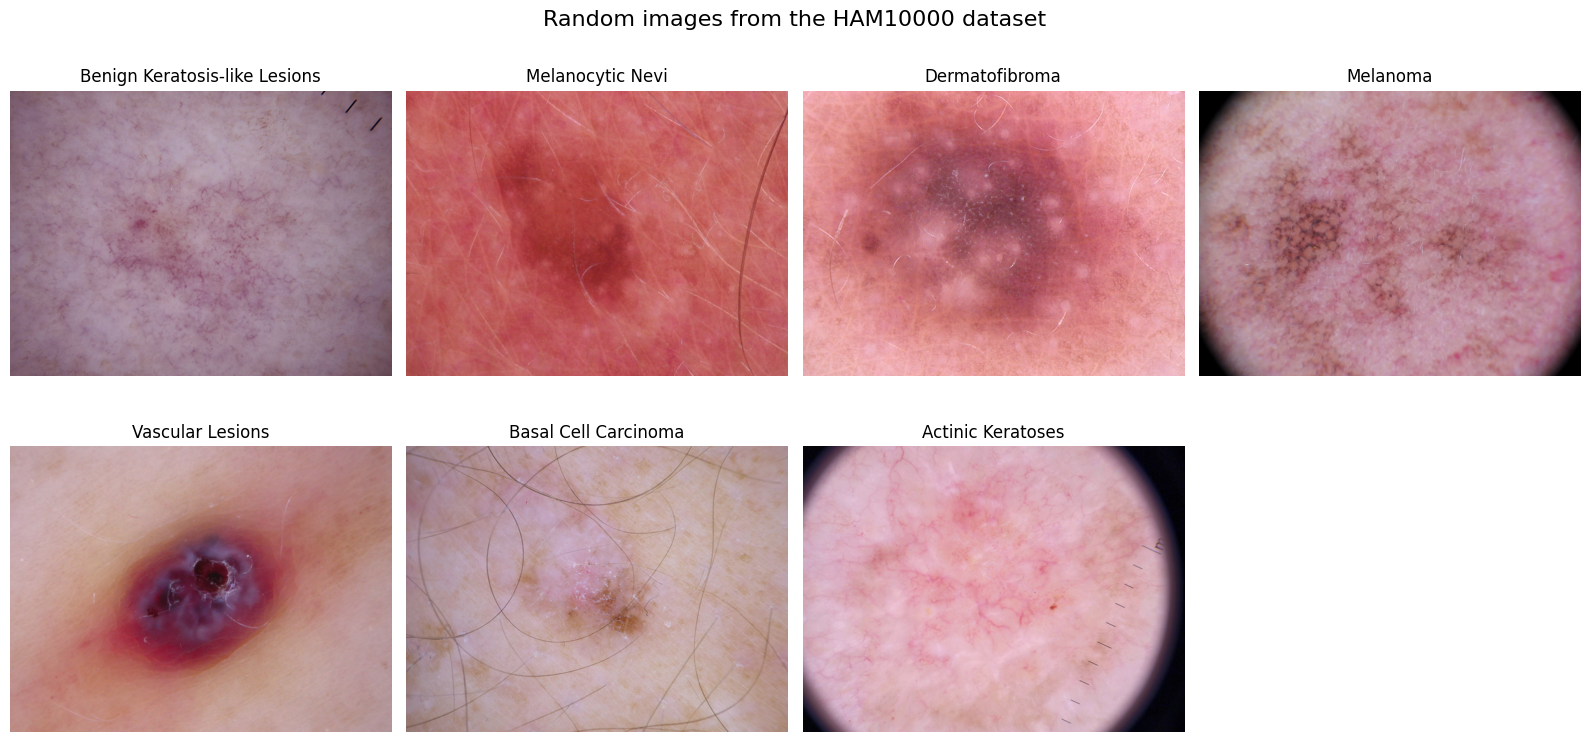 Random images from the HAM10000 dataset
Benign Keratosis-like Lesions
Melanocytic Nevi
Dermatofibroma
Melanoma
Vascular Lesions
Basal Cell Carcinoma
Actinic Keratoses